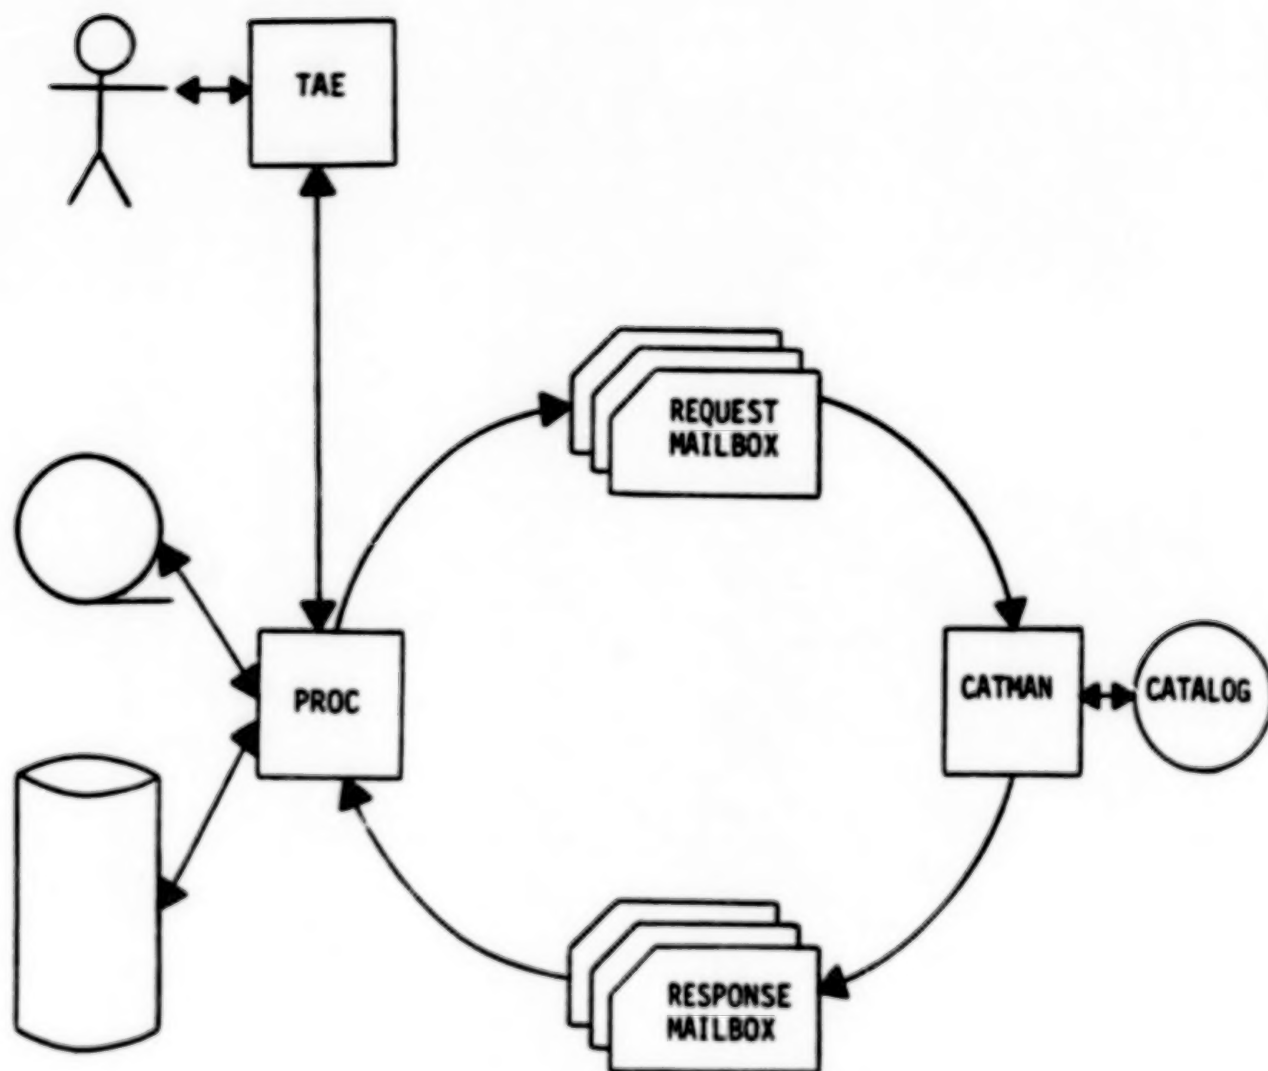 TAE
REQUEST
MAILBOX
PROC
CATMAN
CATALOG
RESPONSE
MAILBOX